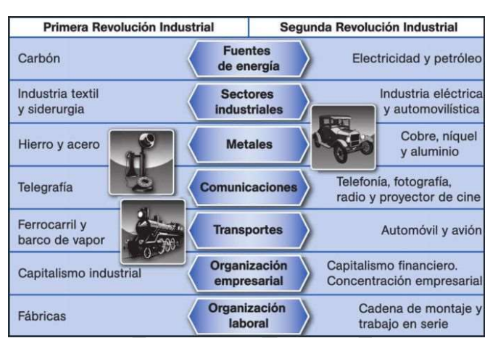 Primera Revolución Industrial
Segunda Revolución Industrial
Carbón
Fuentes
de energía
Electricidad y petróleo
Industria textil
y siderurgia
Sectores
industriales
Industria eléctrica
y automovilística
Hierro y acero
Metales
Cobre, níquel
y aluminio
Telegrafía
Comunicaciones
Telefonía, fotografía,
radio y proyector de cine
Ferrocarril y
barco de vapor
Transportes
Automóvil y avión
Capitalismo industrial
Organización
empresarial
Capitalismo financiero.
Concentración empresarial
Fábricas
Organización
laboral
Cadena de montaje y
trabajo en serie